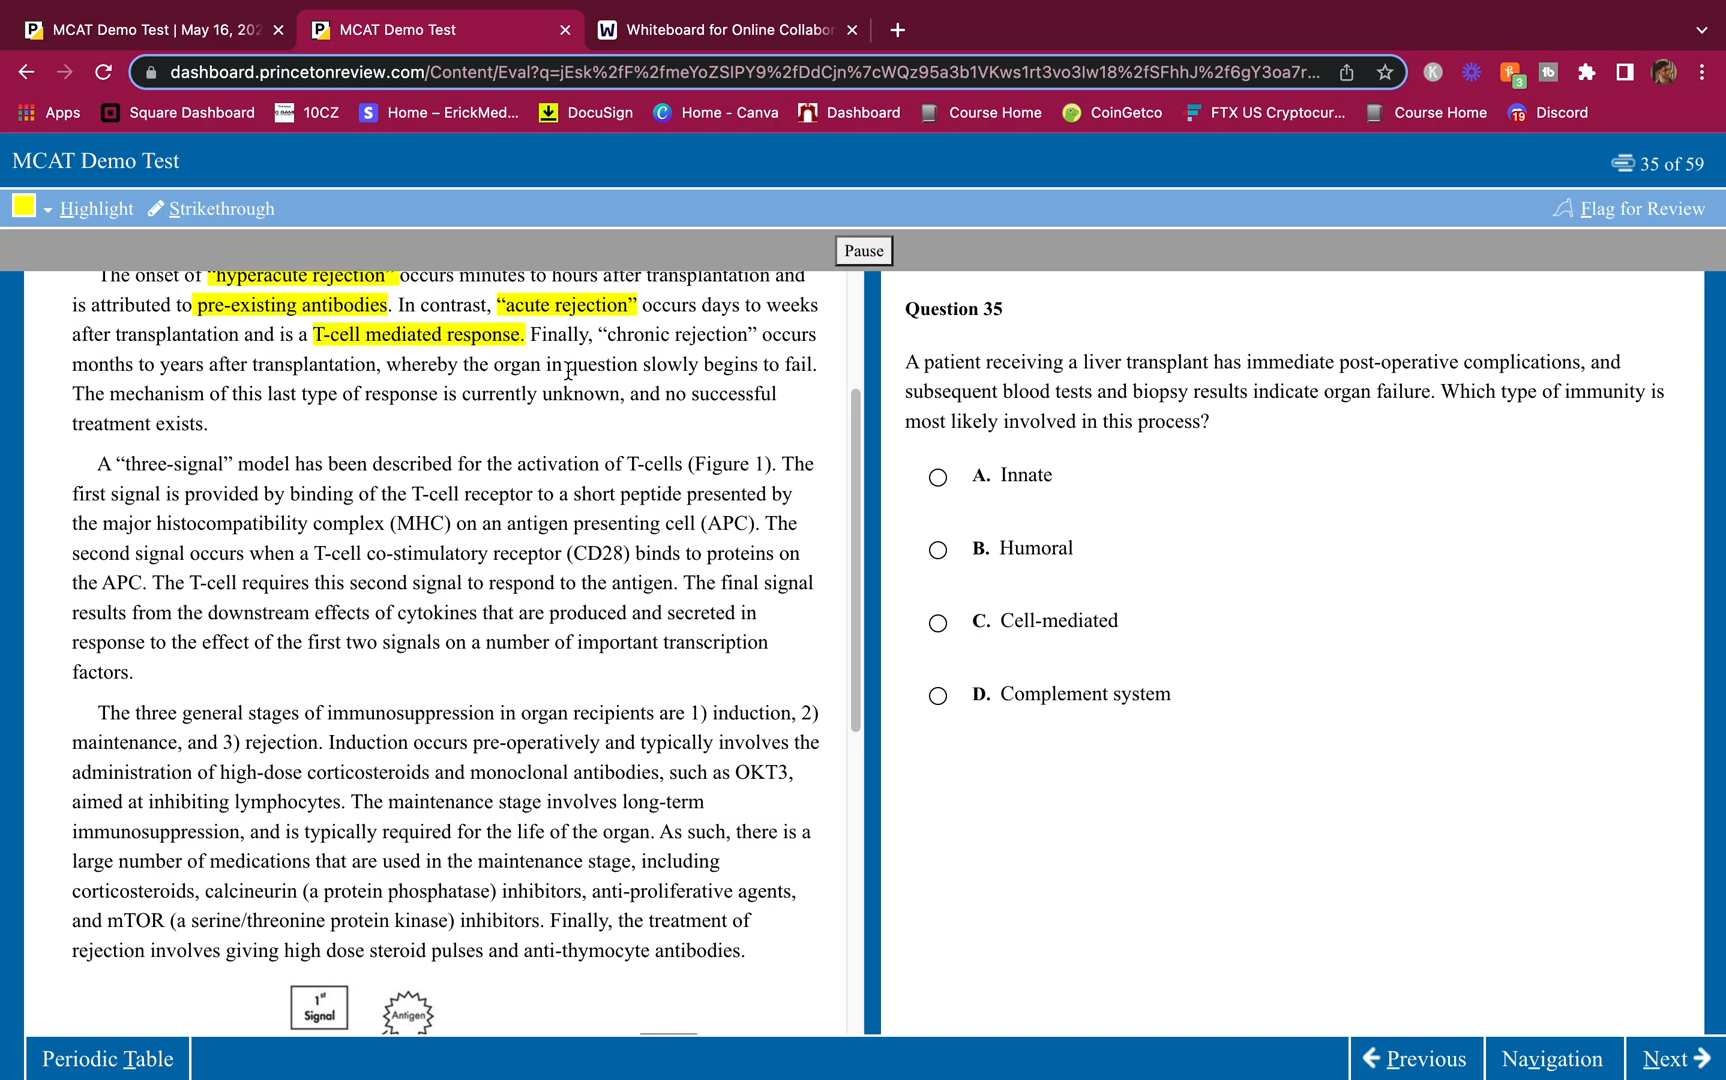 MCAT Demo Test | May 16, 202
MCAT Demo Test
Whiteboard for Online Collabor
dashboard.princetonreview.com/Content/Eval?q=jEsk%2fF%2fmeYoZSIPY9%2fDdCjn%7cWQz95a3b1VKws1rt3vo3lw18%2fSFhhJ%2f6gY3oa7r...
Apps
Square Dashboard
10CZ
Home – ErickMed...
DocuSign
Home - Canva
Dashboard
Course Home
CoinGetco
FTX US Cryptocur...
Course Home
Discord
MCAT Demo Test
35 of 59
Highlight
Strikethrough
Flag for Review
Pause
The onset of “hyperacute rejection” occurs minutes to hours after transplantation and
is attributed to pre-existing antibodies. In contrast, “acute rejection” occurs days to weeks
after transplantation and is a T-cell mediated response. Finally, “chronic rejection” occurs
months to years after transplantation, whereby the organ in question slowly begins to fail.
The mechanism of this last type of response is currently unknown, and no successful
treatment exists.
A “three-signal” model has been described for the activation of T-cells (Figure 1). The
first signal is provided by binding of the T-cell receptor to a short peptide presented by
the major histocompatibility complex (MHC) on an antigen presenting cell (APC). The
second signal occurs when a T-cell co-stimulatory receptor (CD28) binds to proteins on
the APC. The T-cell requires this second signal to respond to the antigen. The final signal
results from the downstream effects of cytokines that are produced and secreted in
response to the effect of the first two signals on a number of important transcription
factors.
The three general stages of immunosuppression in organ recipients are 1) induction, 2)
maintenance, and 3) rejection. Induction occurs pre-operatively and typically involves the
administration of high-dose corticosteroids and monoclonal antibodies, such as OKT3,
aimed at inhibiting lymphocytes. The maintenance stage involves long-term
immunosuppression, and is typically required for the life of the organ. As such, there is a
large number of medications that are used in the maintenance stage, including
corticosteroids, calcineurin (a protein phosphatase) inhibitors, anti-proliferative agents,
and mTOR (a serine/threonine protein kinase) inhibitors. Finally, the treatment of
rejection involves giving high dose steroid pulses and anti-thymocyte antibodies.
1st
Signal
Antigen
Question 35
A patient receiving a liver transplant has immediate post-operative complications, and
subsequent blood tests and biopsy results indicate organ failure. Which type of immunity is
most likely involved in this process?
A. Innate
B. Humoral
C. Cell-mediated
D. Complement system
Periodic Table
Previous
Navigation
Next